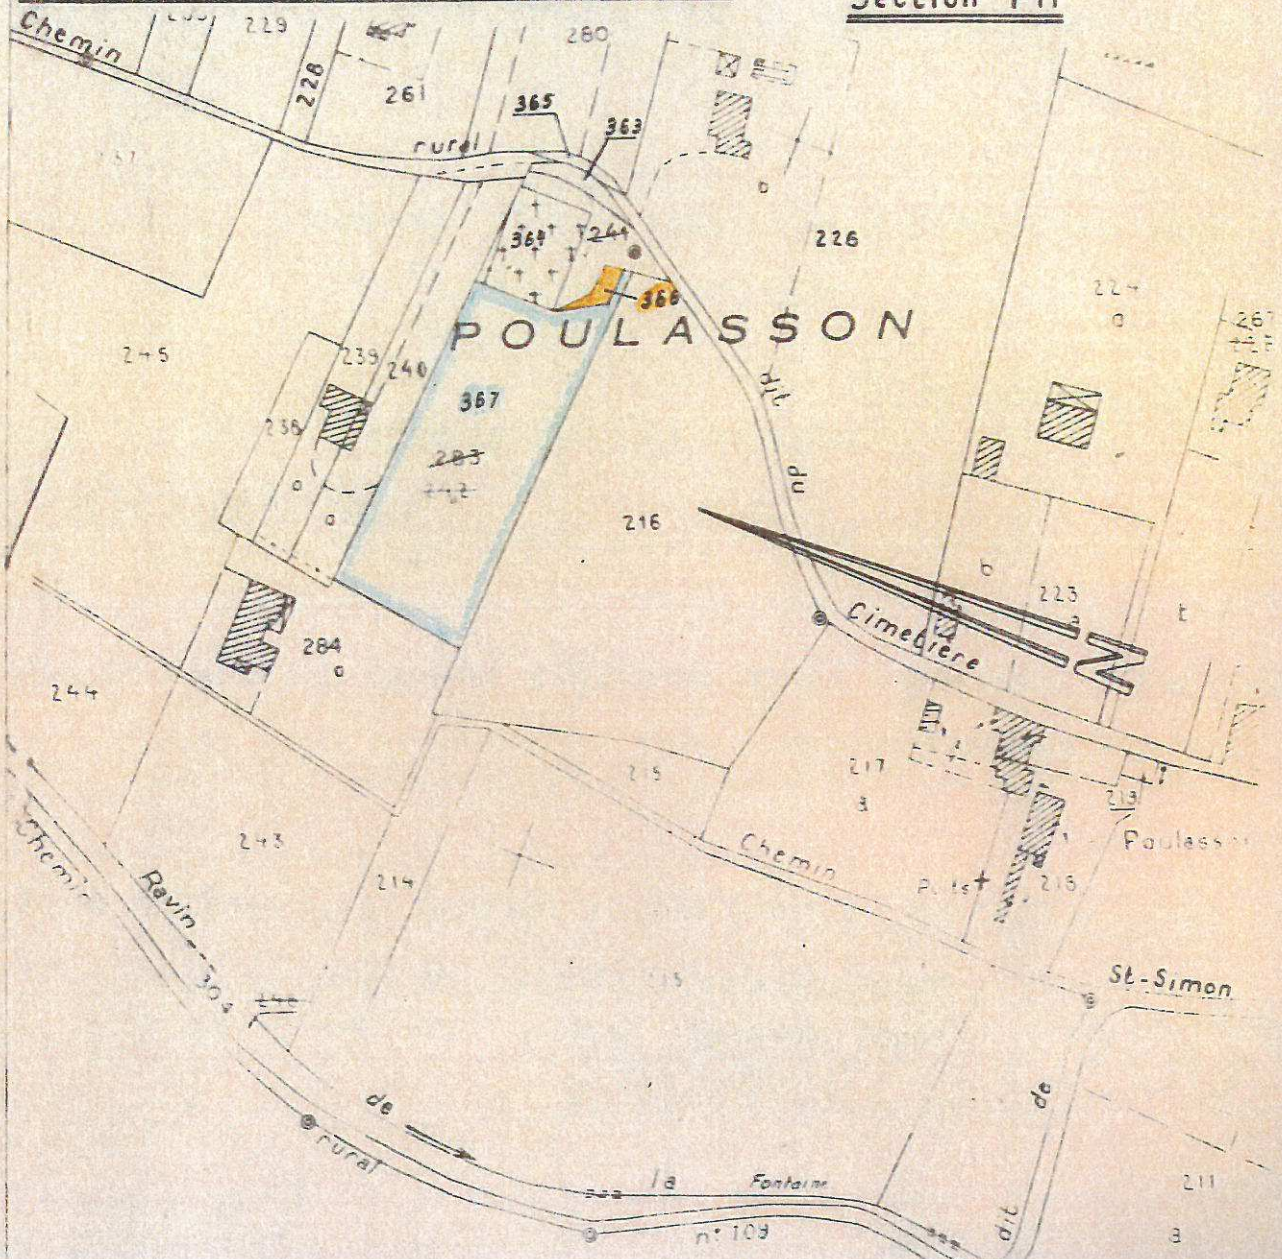 Chemin
229
228
261
280
365
363
rural
364
244
366
226
224
a
267
POULASSON
245
239
240
238
a
a
367
283
216
dit
du
Cimetière
b
223
a
N
284
a
244
215
217
a
213
Poulasson
Chemin
Puits
218
243
214
Chemin
Ravin
St-Simon
de
rural
de
la
Fontaine
n° 109
dit
211
a